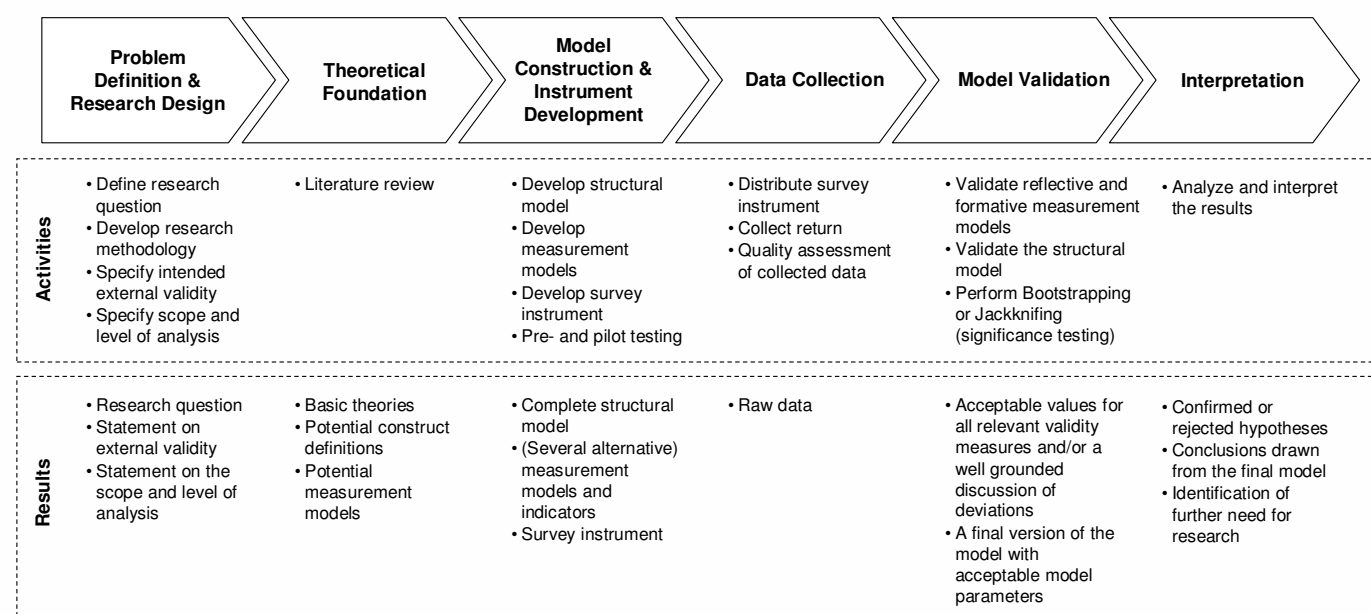 Problem
Definition &
Research Design
Theoretical
Foundation
Model
Construction &
Instrument
Development
Data Collection
Model Validation
Interpretation
Activities
• Define research
question
• Develop research
methodology
• Specify intended
external validity
• Specify scope and
level of analysis
• Literature review
• Develop structural
model
• Develop
measurement
models
• Develop survey
instrument
• Pre- and pilot testing
• Distribute survey
instrument
• Collect return
• Quality assessment
of collected data
• Validate reflective and
formative measurement
models
• Validate the structural
model
• Perform Bootstrapping
or Jackknifing
(significance testing)
• Analyze and interpret
the results
Results
• Research question
• Statement on
external validity
• Statement on the
scope and level of
analysis
• Basic theories
• Potential construct
definitions
• Potential
measurement
models
• Complete structural
model
• (Several alternative)
measurement
models and
indicators
• Survey instrument
• Raw data
• Acceptable values for
all relevant validity
measures and/or a
well grounded
discussion of
deviations
• A final version of the
model with
acceptable model
parameters
• Confirmed or
rejected hypotheses
• Conclusions drawn
from the final model
• Identification of
further need for
research